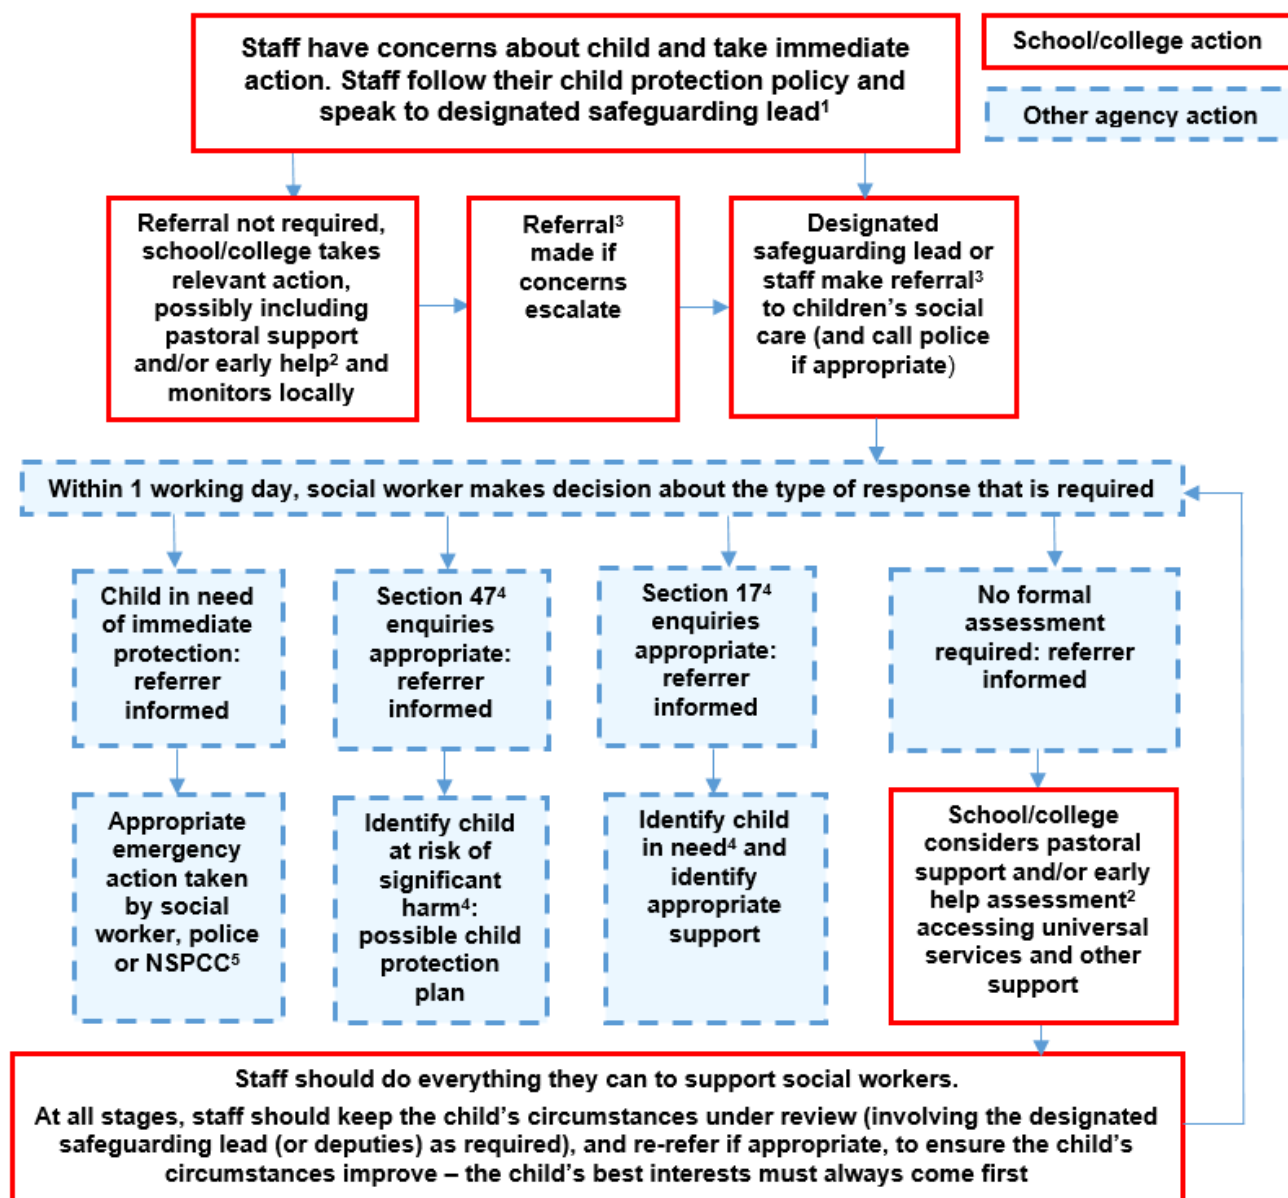 Staff have concerns about child and take immediate
action. Staff follow their child protection policy and
speak to designated safeguarding lead¹
School/college action
Other agency action
Referral not required,
school/college takes
relevant action,
possibly including
pastoral support
and/or early help² and
monitors locally
Referral³
made if
concerns
escalate
Designated
safeguarding lead or
staff make referral³
to children’s social
care (and call police
if appropriate)
Within 1 working day, social worker makes decision about the type of response that is required
Child in need
of immediate
protection:
referrer
informed
Section 47⁴
enquiries
appropriate:
referrer
informed
Section 17⁴
enquiries
appropriate:
referrer
informed
No formal
assessment
required: referrer
informed
Appropriate
emergency
action taken
by social
worker, police
or NSPCC⁵
Identify child
at risk of
significant
harm⁴:
possible child
protection
plan
Identify child
in need⁴ and
identify
appropriate
support
School/college
considers pastoral
support and/or early
help assessment²
accessing universal
services and other
support
Staff should do everything they can to support social workers.
At all stages, staff should keep the child’s circumstances under review (involving the designated
safeguarding lead (or deputies) as required), and re-refer if appropriate, to ensure the child’s
circumstances improve – the child’s best interests must always come first